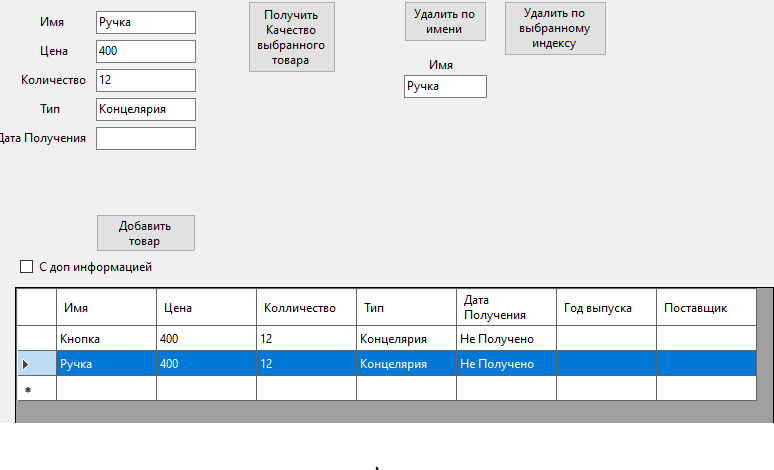 Имя
Ручка
Цена
400
Количество
12
Тип
Концелярия
Дата Получения
Получить
Качество
выбранного
товара
Удалить по
имени
Имя
Ручка
Удалить по
выбранному
индексу
Добавить
товар
С доп информацией
Имя Цена Колличество Тип Дата Получения Год выпуска Поставщик
Кнопка 400 12 Концелярия Не Получено
Ручка 400 12 Концелярия Не Получено